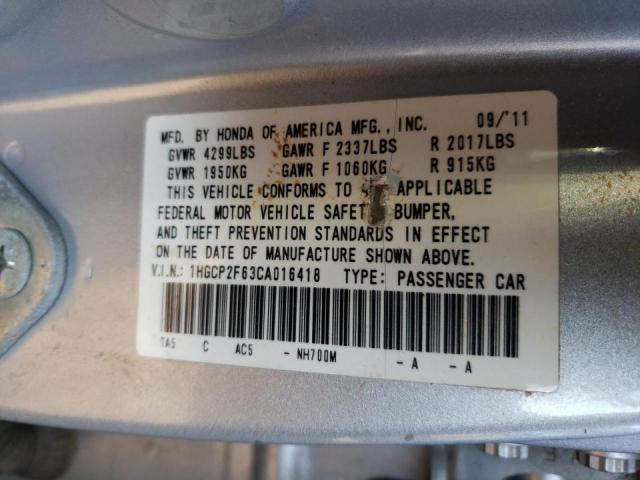 MFD. BY HONDA OF AMERICA MFG., INC. 09/'11
GVWR 4299LBS GAWR F 2337LBS R 2017LBS
GVWR 1950KG GAWR F 1060KG R 915KG
THIS VEHICLE CONFORMS TO APPLICABLE
FEDERAL MOTOR VEHICLE SAFETY BUMPER,
AND THEFT PREVENTION STANDARDS IN EFFECT
ON THE DATE OF MANUFACTURE SHOWN ABOVE.
V.I.N.: 1HGCP2F63CA016418 TYPE: PASSENGER CAR
TA5 C AC5 - NH700M - A - A